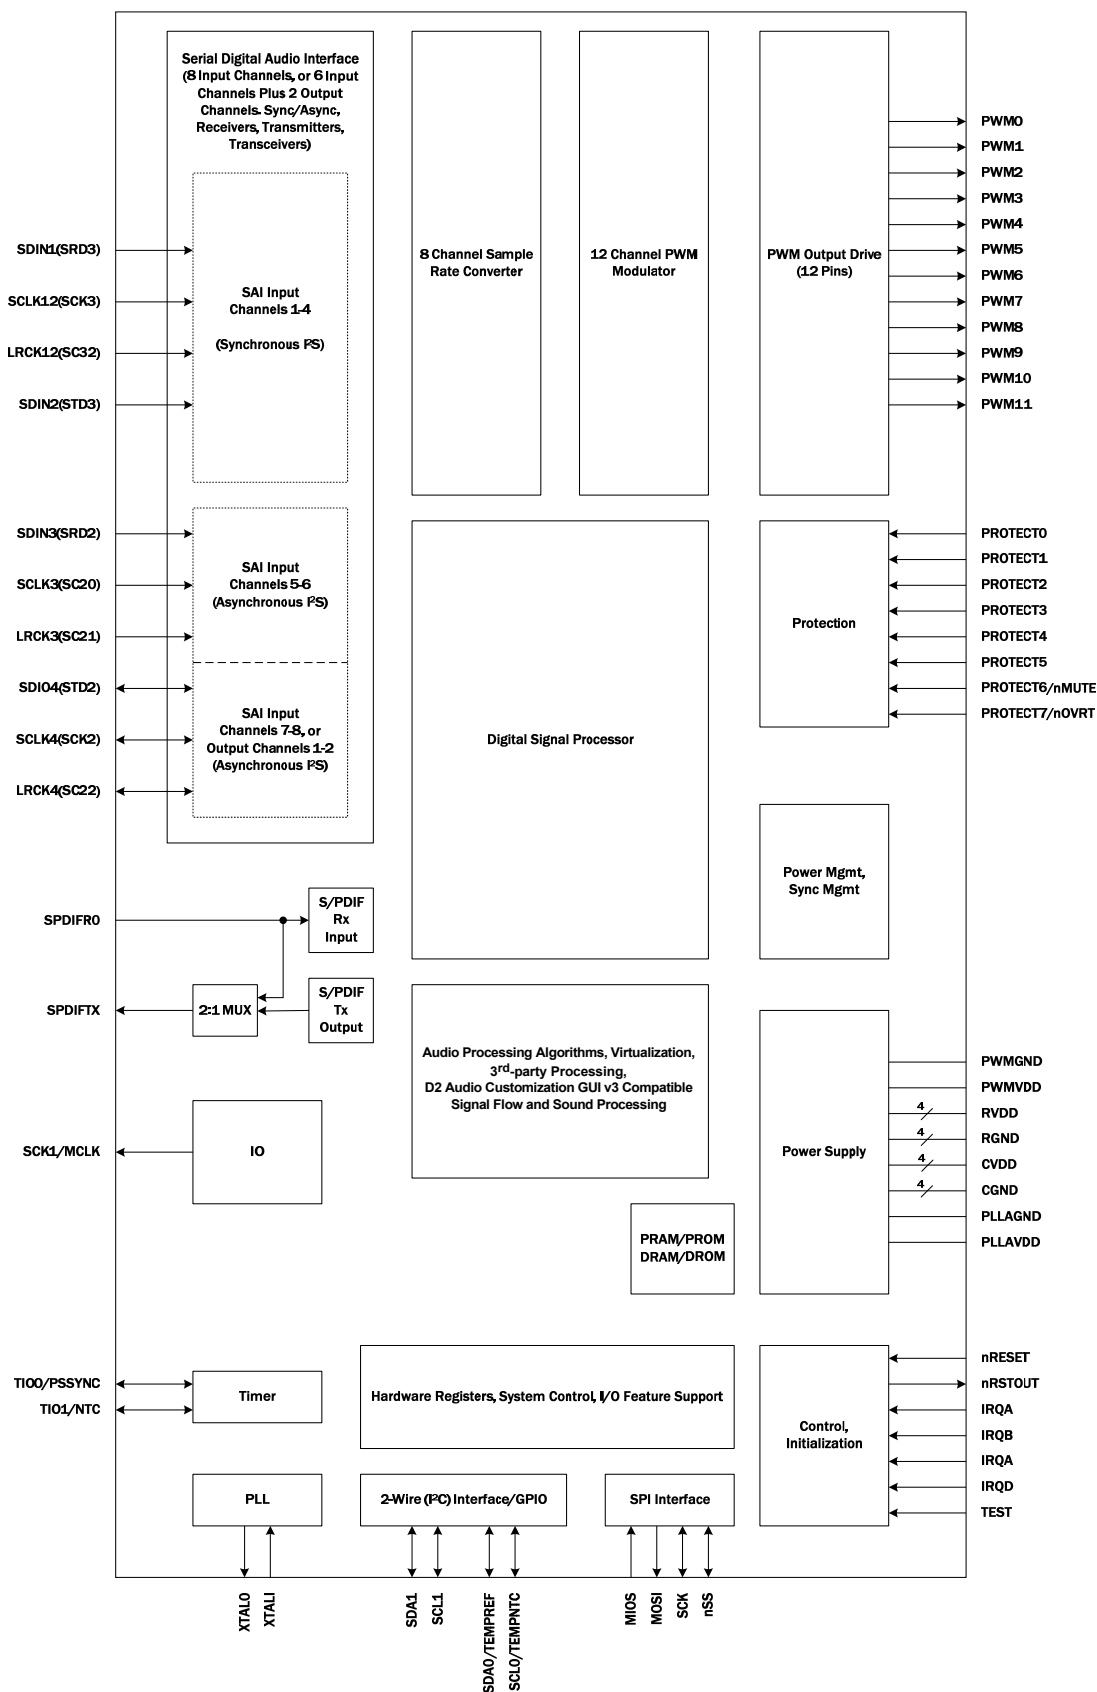 Serial Digital Audio Interface
(8 Input Channels, or 6 Input
Channels Plus 2 Output
Channels. Sync/Async,
Receivers, Transmitters,
Transceivers)
SDIN1(SRD3)
SCLK12(SCK3)
LRCK12(SC32)
SDIN2(STD3)
SAI Input
Channels 1-4
(Synchronous I²S)
SDIN3(SRD2)
SCLK3(SC20)
LRCK3(SC21)
SAI Input
Channels 5-6
(Asynchronous I²S)
SDIO4(STD2)
SCLK4(SCK2)
LRCK4(SC22)
SAI Input
Channels 7-8, or
Output Channels 1-2
(Asynchronous I²S)
8 Channel Sample
Rate Converter
12 Channel PWM
Modulator
PWM Output Drive
(12 Pins)
PWM0
PWM1
PWM2
PWM3
PWM4
PWM5
PWM6
PWM7
PWM8
PWM9
PWM10
PWM11
Digital Signal Processor
Protection
PROTECT0
PROTECT1
PROTECT2
PROTECT3
PROTECT4
PROTECT5
PROTECT6/nMUTE
PROTECT7/nOVRT
Power Mgmt,
Sync Mgmt
SPDIFR0
S/PDIF
Rx
Input
SPDIFTX
2:1 MUX
S/PDIF
Tx
Output
Audio Processing Algorithms, Virtualization,
3rd-party Processing,
D2 Audio Customization GUI v3 Compatible
Signal Flow and Sound Processing
SCK1/MCLK
IO
PRAM/PROM
DRAM/DROM
Power Supply
PWMGND
PWMVDD
4
RVDD
4
RGND
4
CVDD
4
CGND
PLLAGND
PLLAVDD
TIO0/PSSYNC
TIO1/NTC
Timer
Hardware Registers, System Control, I/O Feature Support
Control,
Initialization
nRESET
nRSTOUT
IRQA
IRQB
IRQA
IRQD
TEST
PLL
2-Wire (I²C) Interface/GPIO
SPI Interface
XTALO
XTALI
SDA1
SCL1
SDA0/TEMPREF
SCL0/TEMPNTC
MIOS
MOSI
SCK
nSS